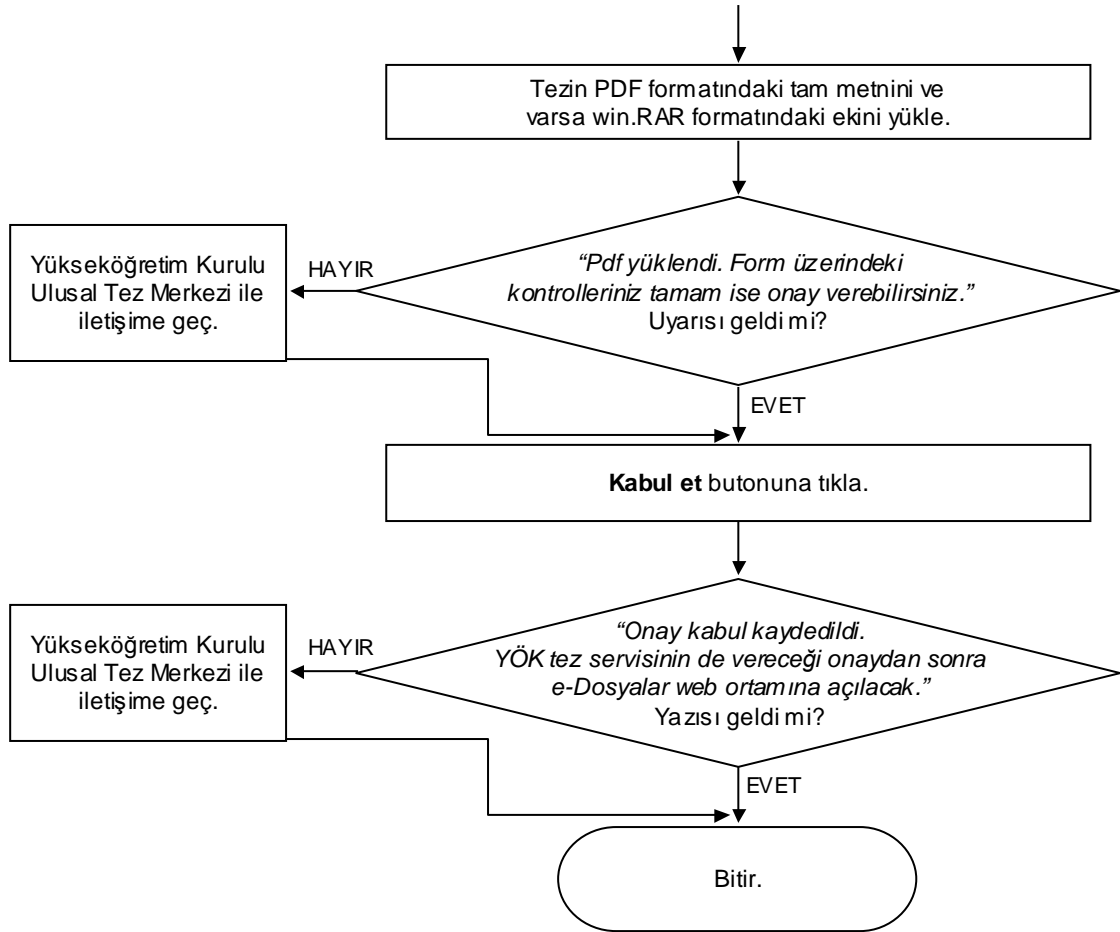 Tezin PDF formatındaki tam metnini ve
varsa win.RAR formatındaki ekini yükle.
“Pdf yüklendi. Form üzerindeki
kontrolleriniz tamam ise onay verebilirsiniz.”
Uyarısı geldi mi?
HAYIR
Yükseköğretim Kurulu
Ulusal Tez Merkezi ile
iletişime geç.
EVET
Kabul et butonuna tıkla.
“Onay kabul kaydedildi.
YÖK tez servisinin de vereceği onaydan sonra
e-Dosyalar web ortamına açılacak.”
Yazısı geldi mi?
HAYIR
Yükseköğretim Kurulu
Ulusal Tez Merkezi ile
iletişime geç.
EVET
Bitir.